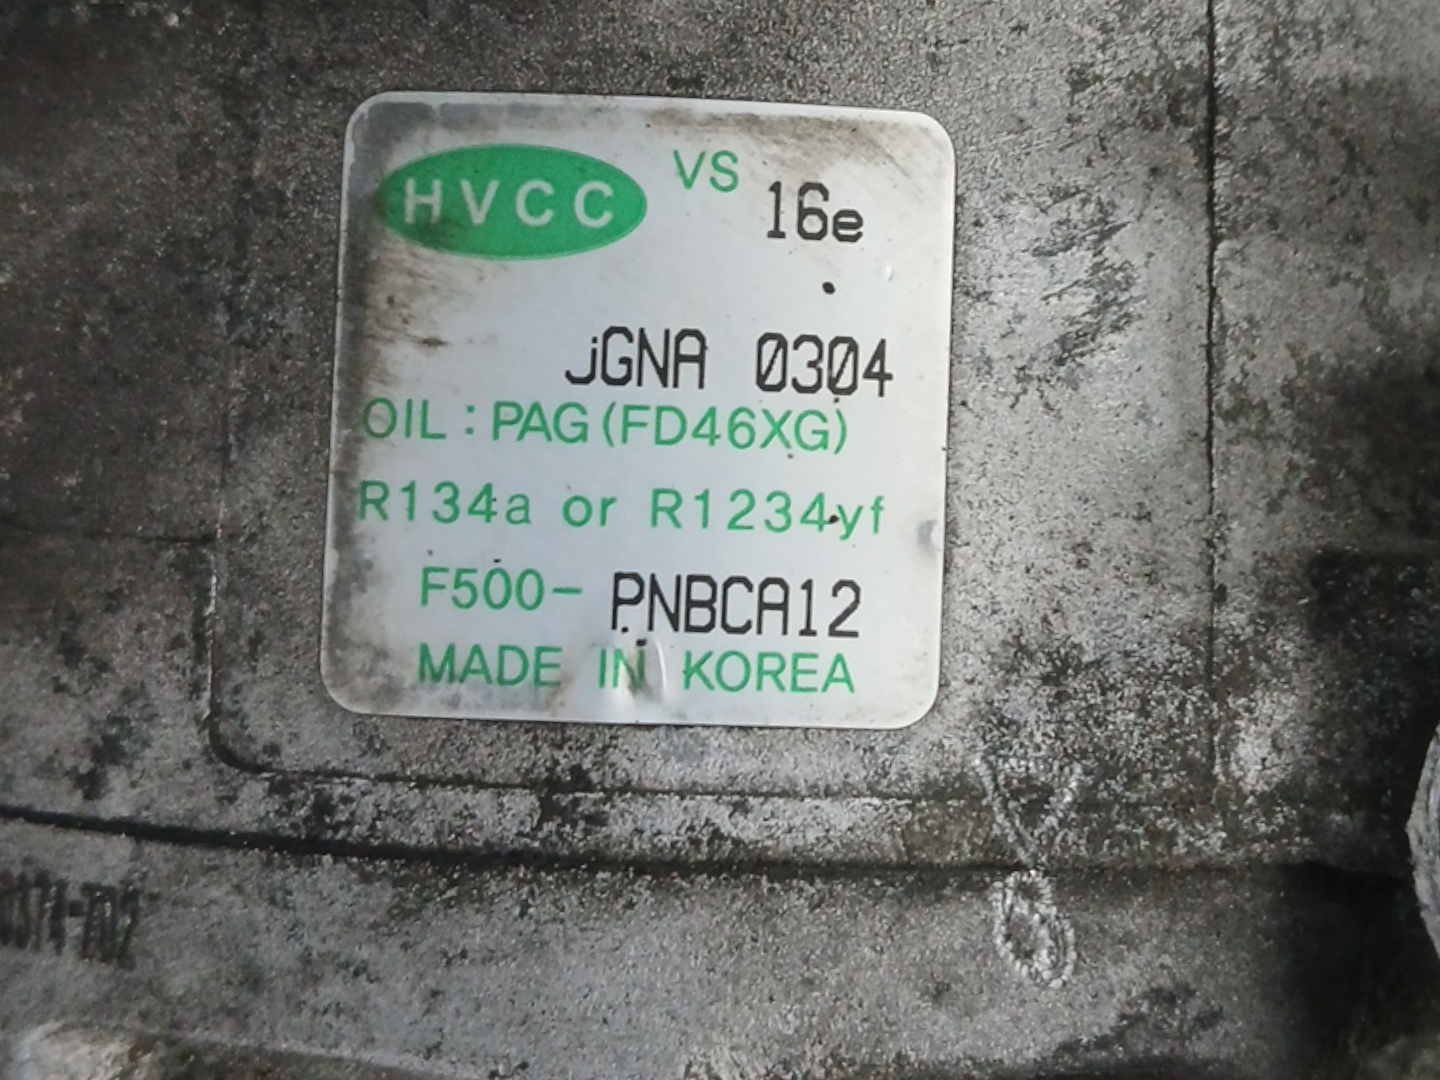 HVCC VS 16e
jGNA 0304
OIL : PAG (FD46XG)
R134a or R1234yf
F500- PNBCA12
MADE IN KOREA